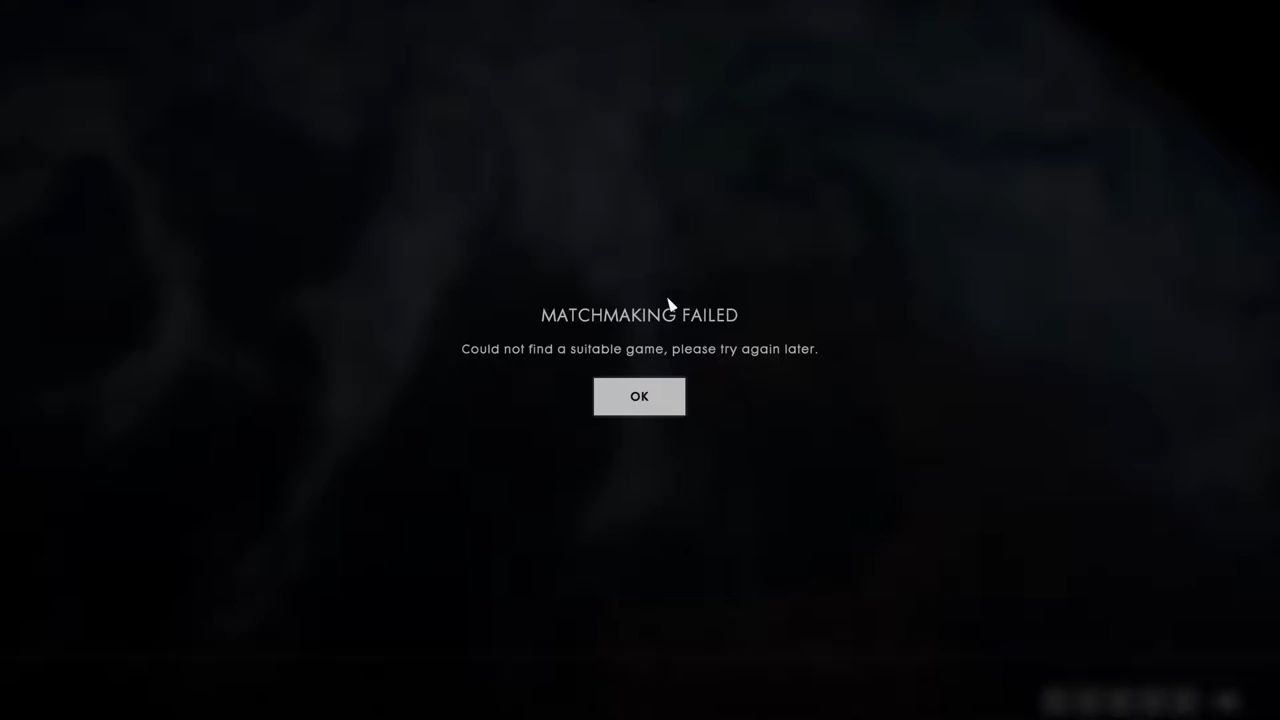 MATCHMAKING FAILED
Could not find a suitable game, please try again later.
OK